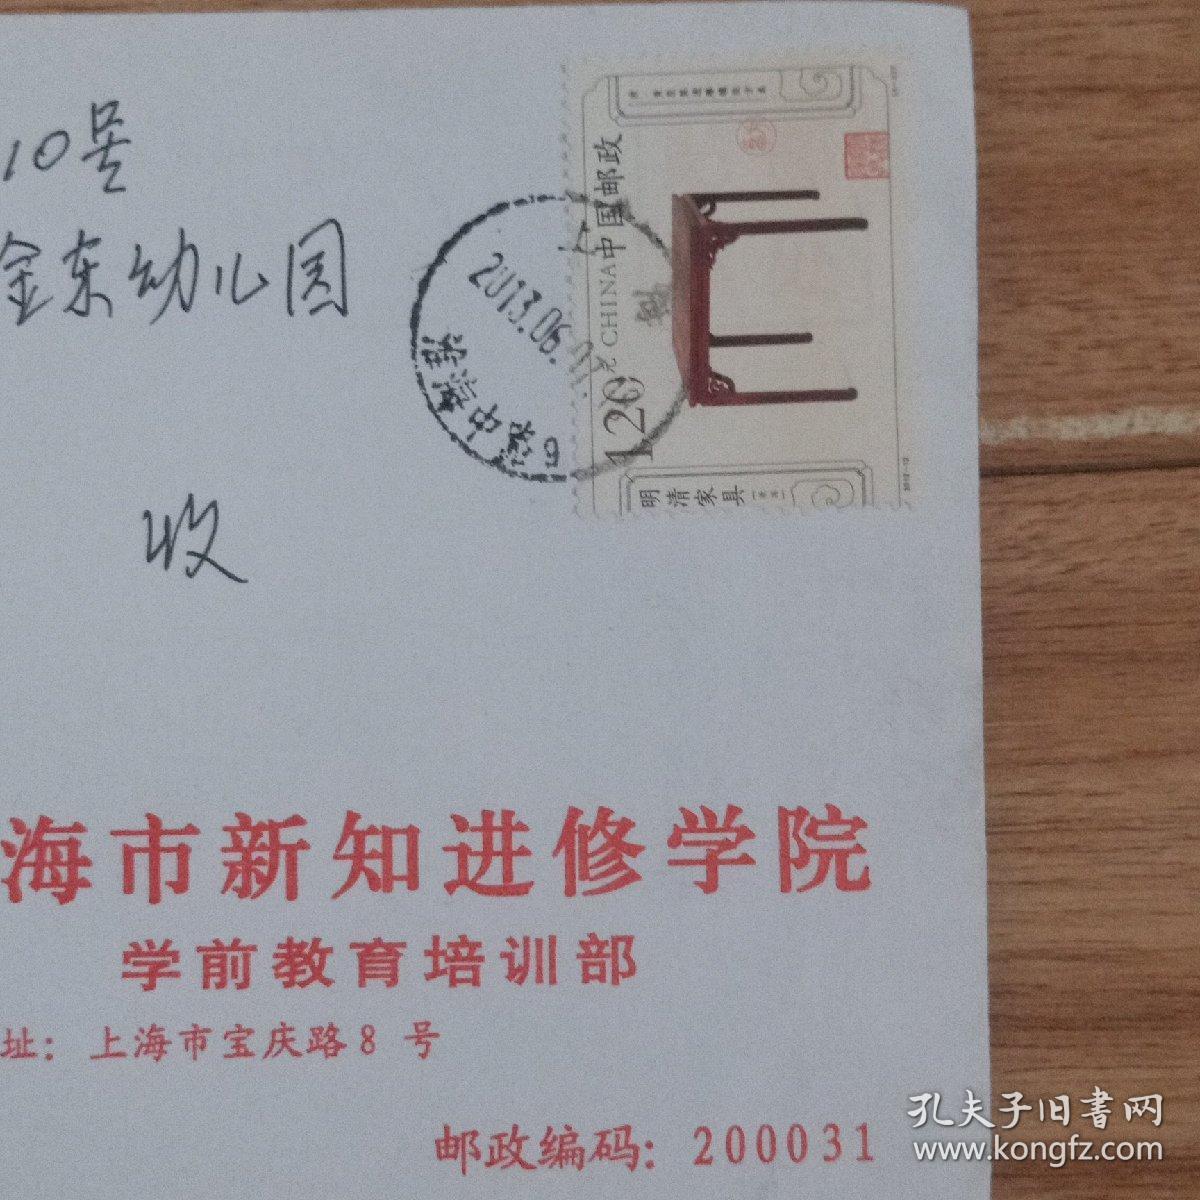 10号
金东幼儿园
收
中国邮政
CHINA
1.20元
明清家具
2013.06.
海市新知进修学院
学前教育培训部
址：上海市宝庆路8号
邮政编码：200031
孔夫子旧书网
www.kongfz.com